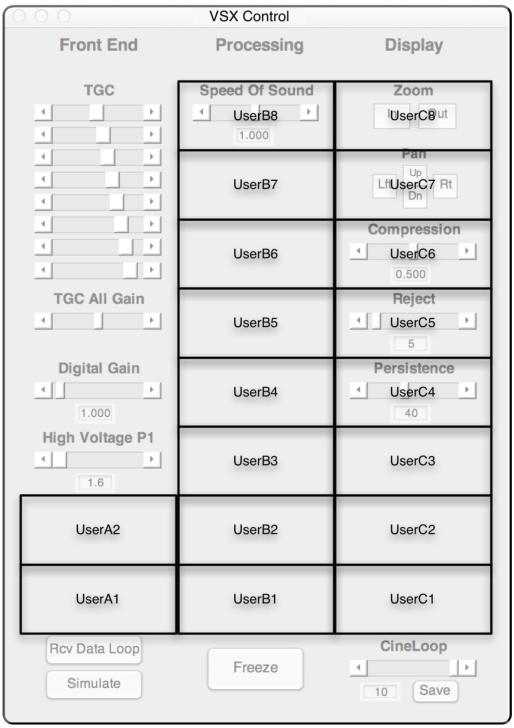 VSX Control
Front End
Processing
Display
TGC
TGC All Gain
Digital Gain
1.000
High Voltage P1
1.6
UserA2
UserA1
Rcv Data Loop
Simulate
Speed Of Sound
UserB8
1.000
UserB7
UserB6
UserB5
UserB4
UserB3
UserB2
UserB1
Freeze
Zoom
In UserC8 Out
Pan
Up
Lft UserC7 Rt
Dn
Compression
UserC6
0.500
Reject
UserC5
5
Persistence
UserC4
40
UserC3
UserC2
UserC1
CineLoop
10 Save